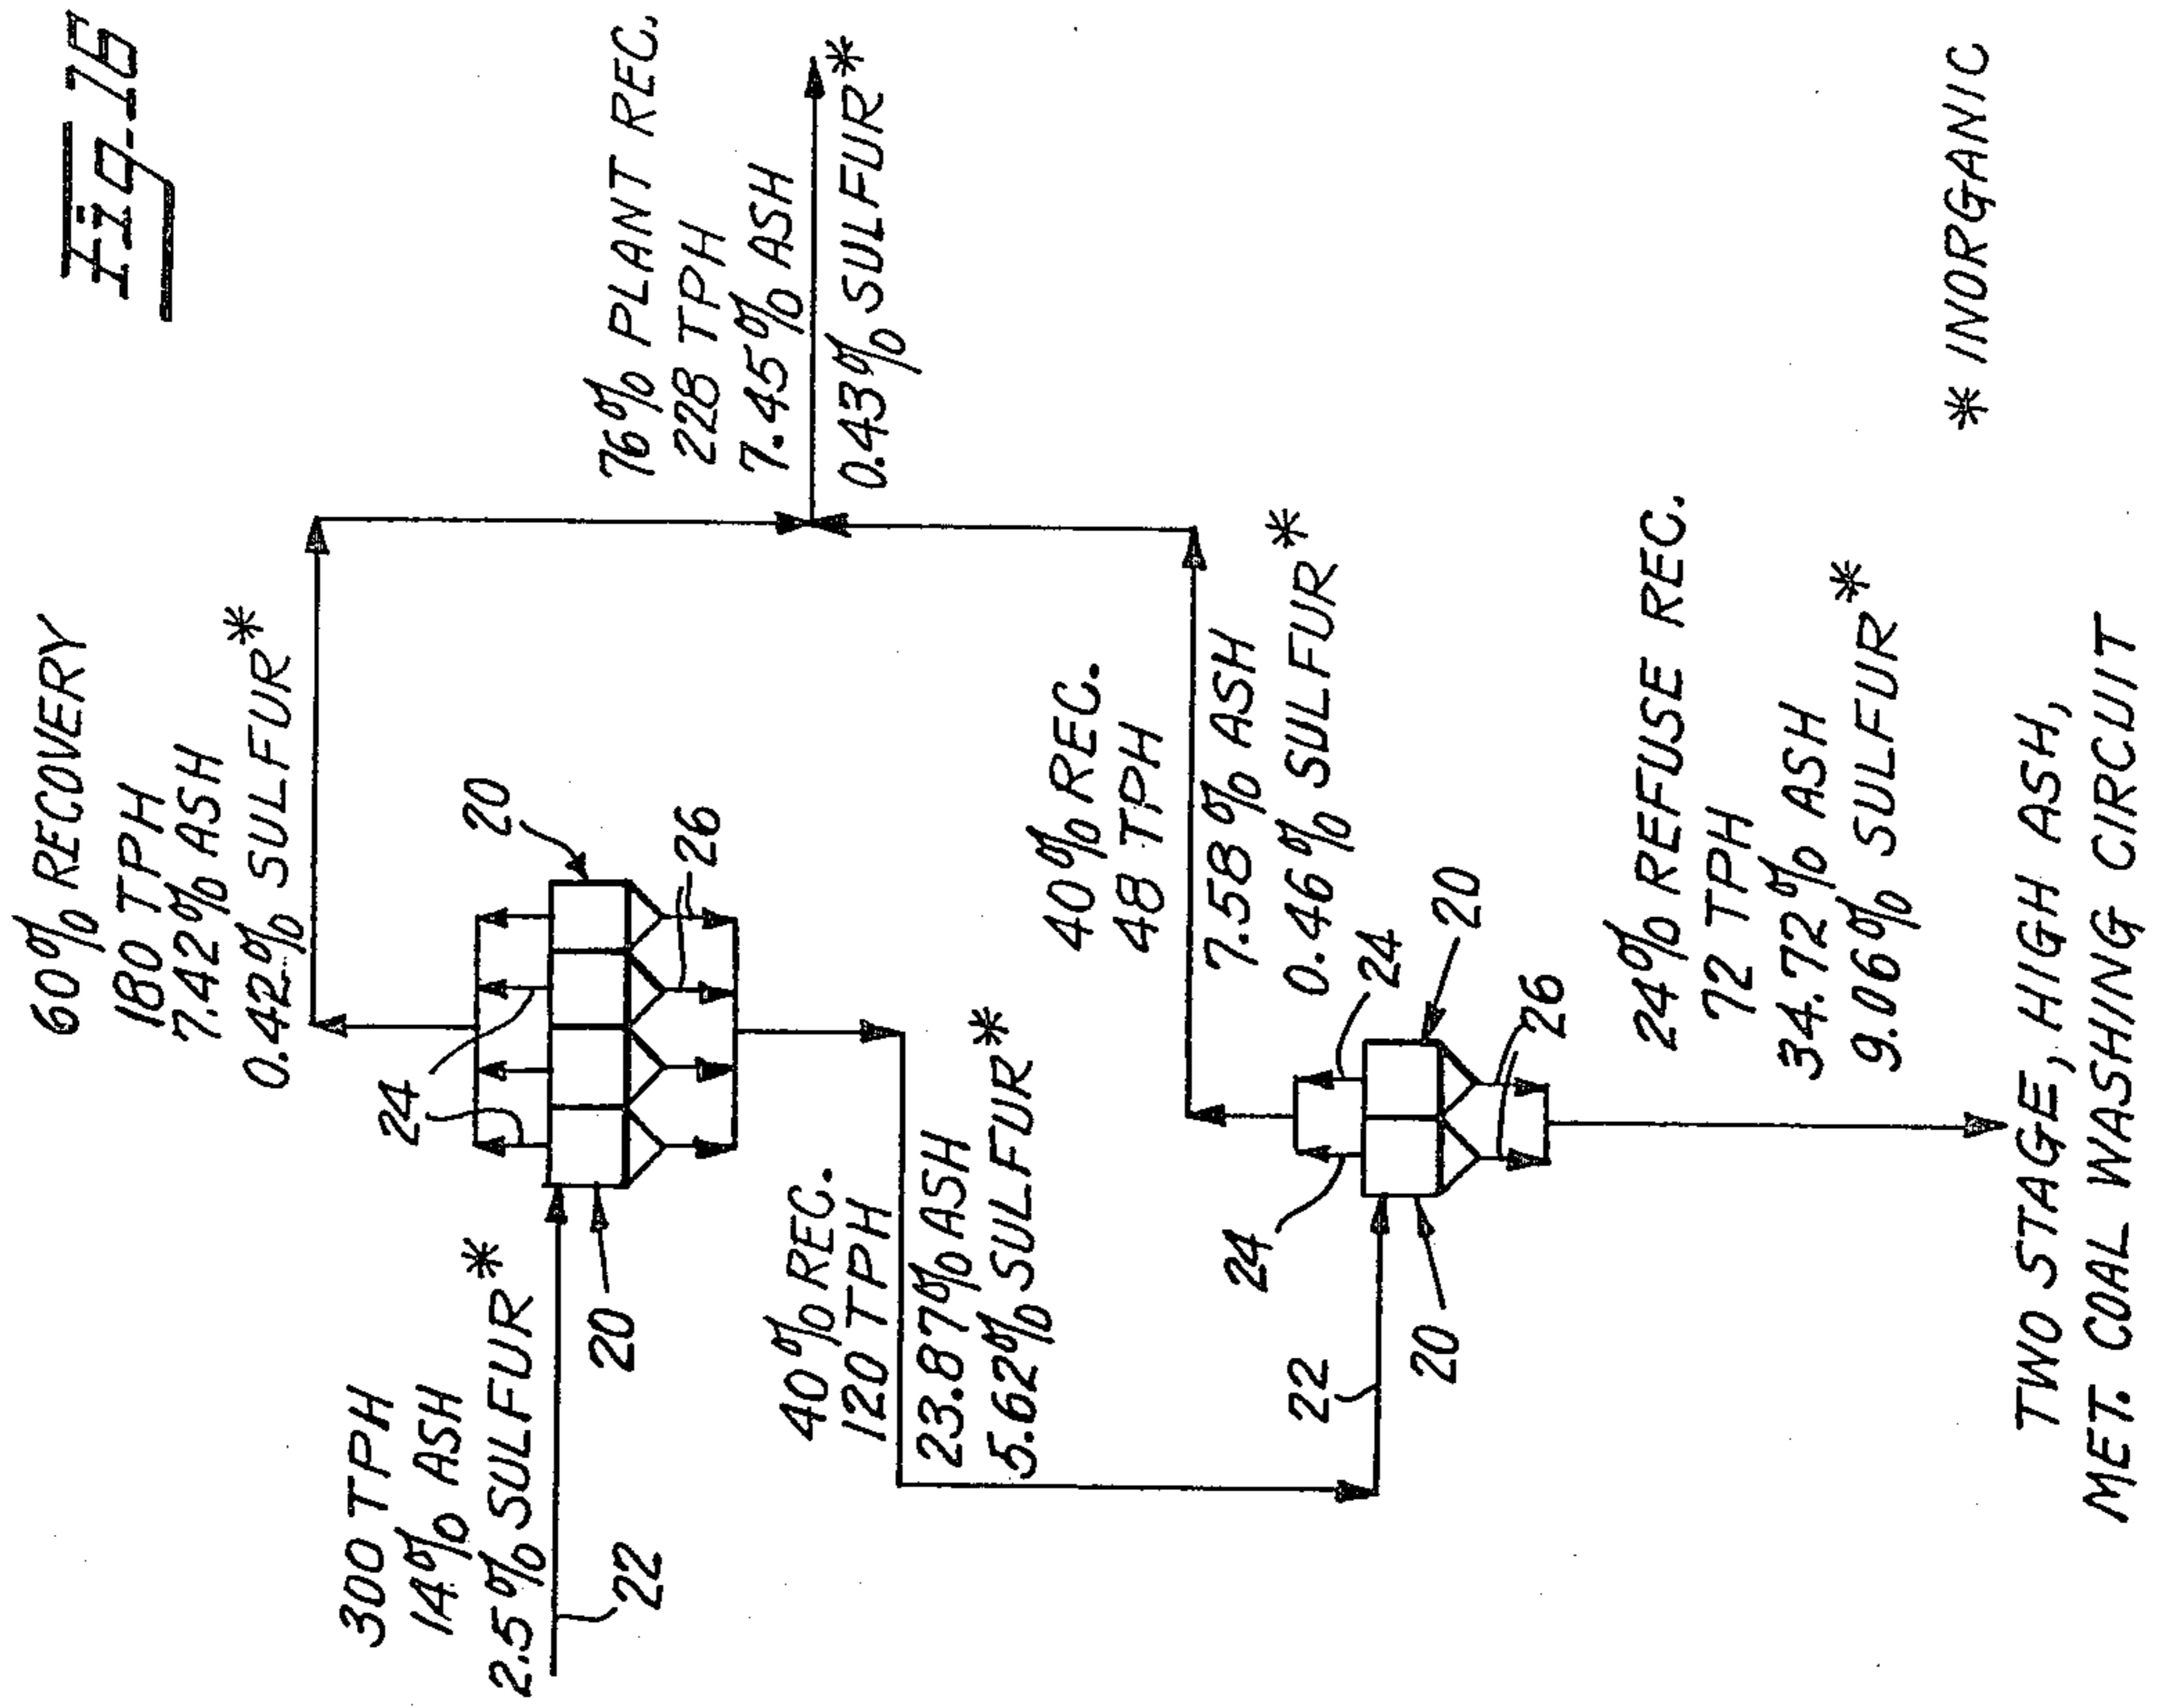 Fig-16
60% RECOVERY
180 TPH
7.42% ASH
0.42% SULFUR*
300 TPH
14% ASH
2.5% SULFUR*
22
20
24
20
26
76% PLANT REC.
228 TPH
7.45% ASH
0.43% SULFUR*
40% REC.
120 TPH
23.87% ASH
5.62% SULFUR*
40% REC.
48 TPH
7.58% ASH
0.46% SULFUR*
22
20
24
24
20
26
24% REFUSE REC.
72 TPH
34.72% ASH
9.06% SULFUR*
* INORGANIC
TWO STAGE, HIGH ASH,
MET. COAL WASHING CIRCUIT